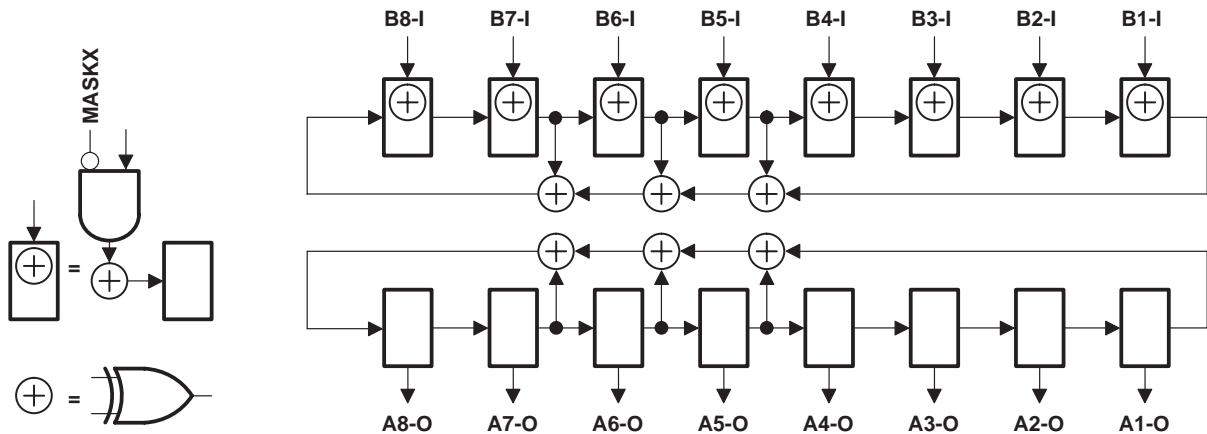 B8-I B7-I B6-I B5-I B4-I B3-I B2-I B1-I
MASKX
=
=
A8-O A7-O A6-O A5-O A4-O A3-O A2-O A1-O